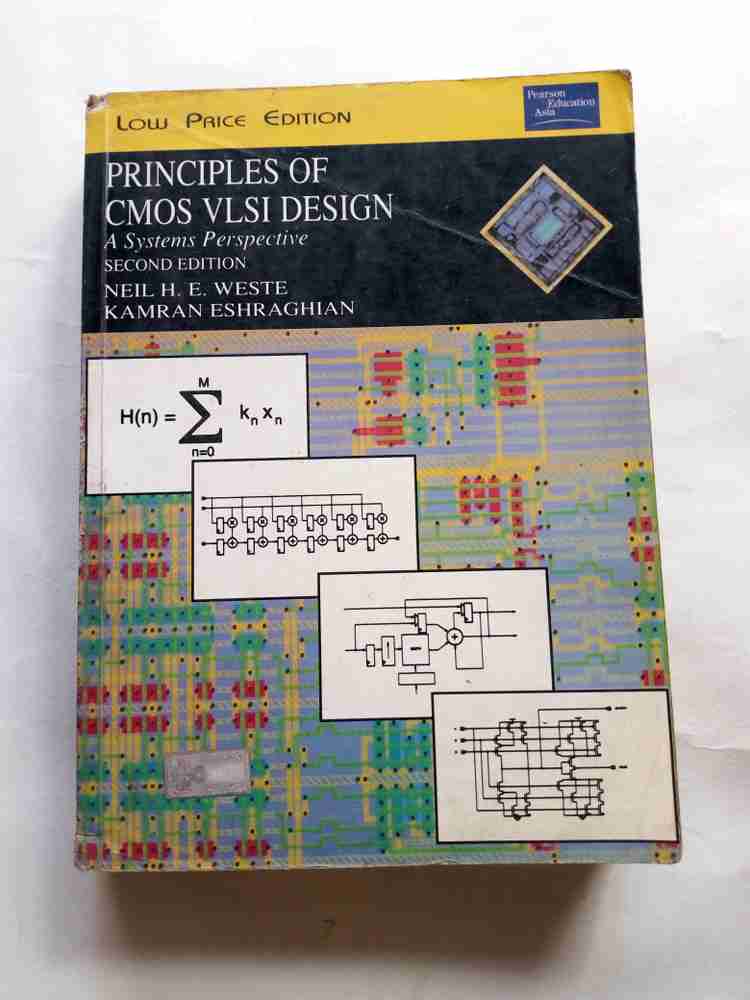 Low Price Edition
Pearson
Education
Asia
PRINCIPLES OF
CMOS VLSI DESIGN
A Systems Perspective
SECOND EDITION
NEIL H. E. WESTE
KAMRAN ESHRAGHIAN
M
H(n) = Σ kₙ xₙ
n=0